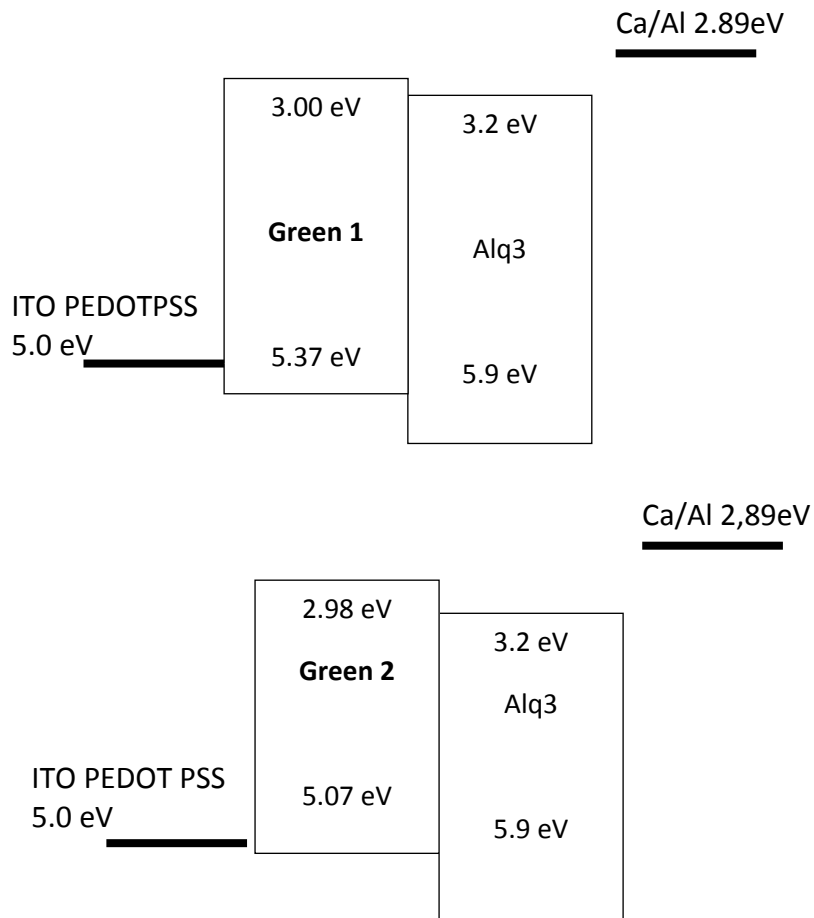 Ca/Al 2.89eV
3.00 eV
3.2 eV
Green 1
Alq3
ITO PEDOTPSS
5.0 eV
5.37 eV
5.9 eV
Ca/Al 2,89eV
2.98 eV
3.2 eV
Green 2
Alq3
ITO PEDOT PSS
5.0 eV
5.07 eV
5.9 eV